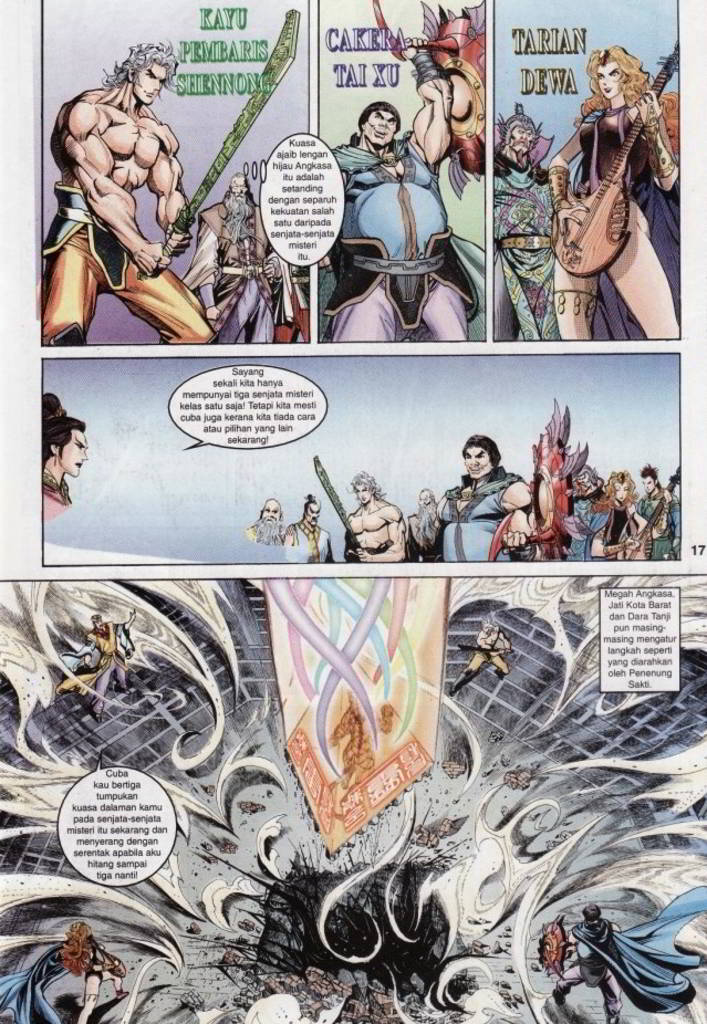 KAYU
PEMBARIS
SHENNONG
Kuasa
ajaib lengan
hijau Angkasa
itu adalah
setanding
dengan separuh
kekuatan salah
satu daripada
senjata-senjata
misteri
itu.
CAKERA
TAI XU
TARIAN
DEWA
Sayang
sekali kita hanya
mempunyai tiga senjata misteri
kelas satu saja! Tetapi kita mesti
cuba juga kerana kita tiada cara
atau pilihan yang lain
sekarang!
17
Megah Angkasa,
Jati Kota Barat
dan Dara Tanji
pun masing-
masing mengatur
langkah seperti
yang diarahkan
oleh Penenung
Sakti.
Cuba
kau bertiga
tumpukan
kuasa dalaman kamu
pada senjata-senjata
misteri itu sekarang dan
menyerang dengan
serentak apabila aku
hitang sampai
tiga nanti!